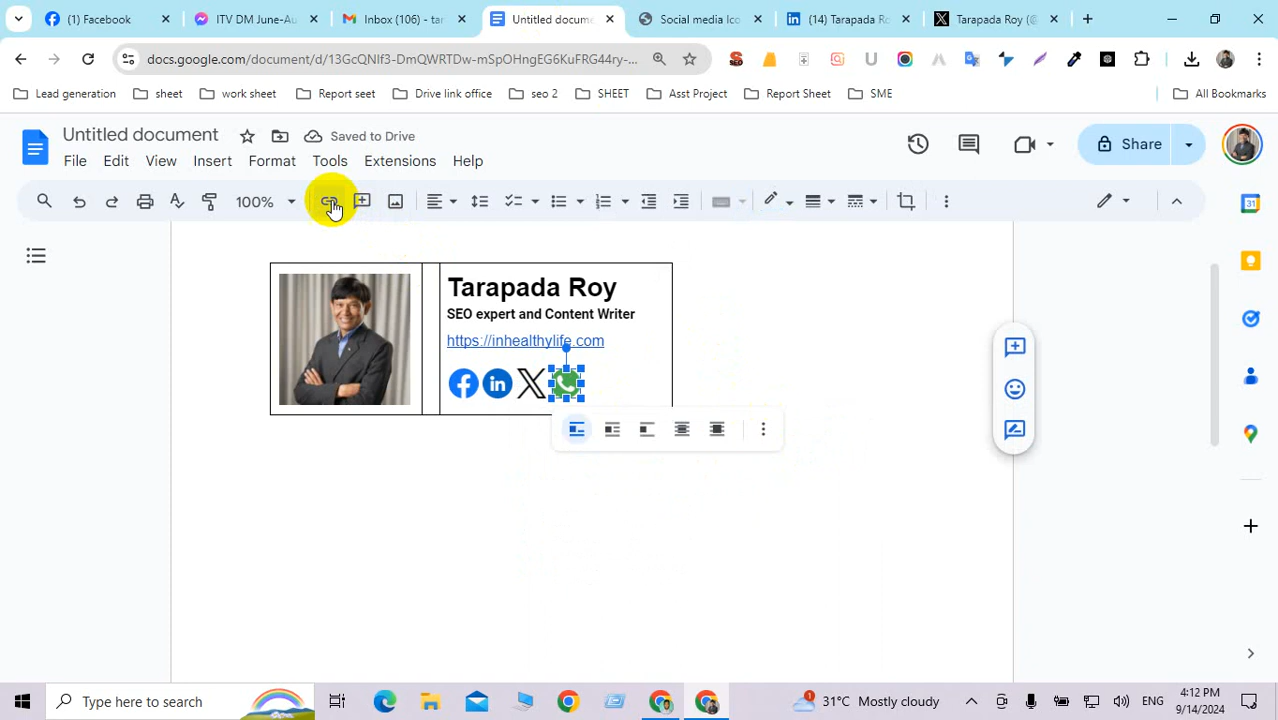 (1) Facebook
ITW DM June-Au
Inbox (106) - tar
Untitled docume
Social media Ico
(14) Tarapada Ro
Tarapada Roy (@
docs.google.com/document/d/13GcQNIf3-DmQWRTDw-mSpOHngEG6KuFRG44ry-...
Lead generation
sheet
work sheet
Report seet
Drive link office
seo 2
SHEET
Asst Project
Report Sheet
SME
All Bookmarks
Untitled document
Saved to Drive
File Edit View Insert Format Tools Extensions Help
Share
100%
Tarapada Roy
SEO expert and Content Writer
https://inhealthylife.com
Type here to search
31°C Mostly cloudy
ENG
4:12 PM
9/14/2024